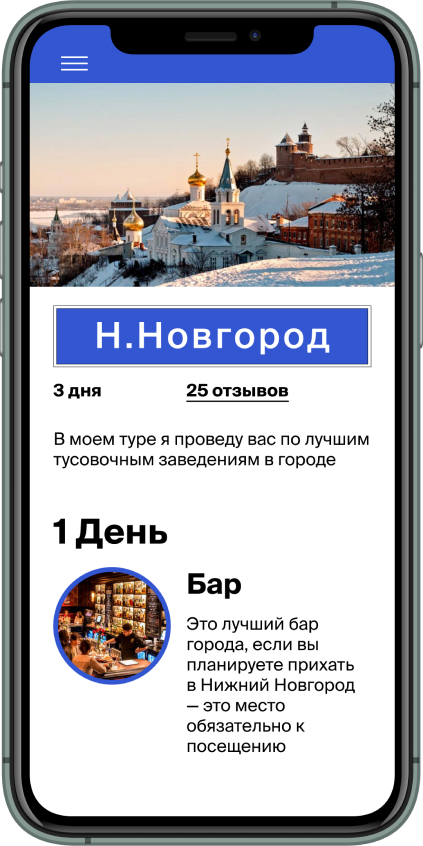 Н.Новгород
3 дня
25 отзывов
В моем туре я проведу вас по лучшим
тусовочным заведениям в городе
1 День
Бар
Это лучший бар
города, если вы
планируете прихать
в Нижний Новгород
— это место
обязательно к
посещению